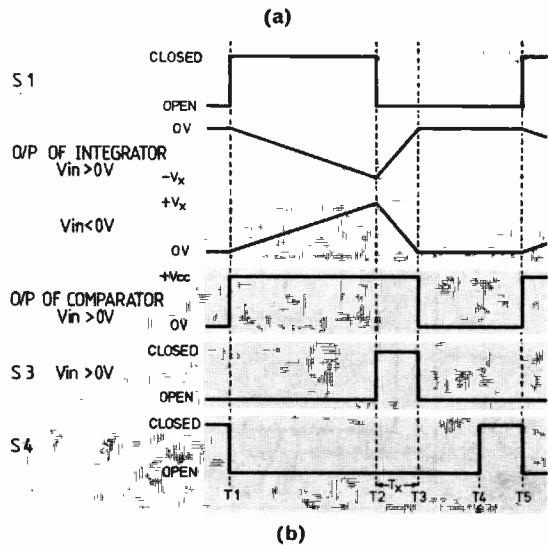 (a)
CLOSED
S1
OPEN
0V
O/P OF INTEGRATOR
Vin>0V
-Vx
+Vx
Vin<0V
0V
+Vcc
O/P OF COMPARATOR
Vin>0V
0V
CLOSED
S3 Vin>0V
OPEN
CLOSED
S4
OPEN
T1 T2 Tx T3 T4 T5
(b)